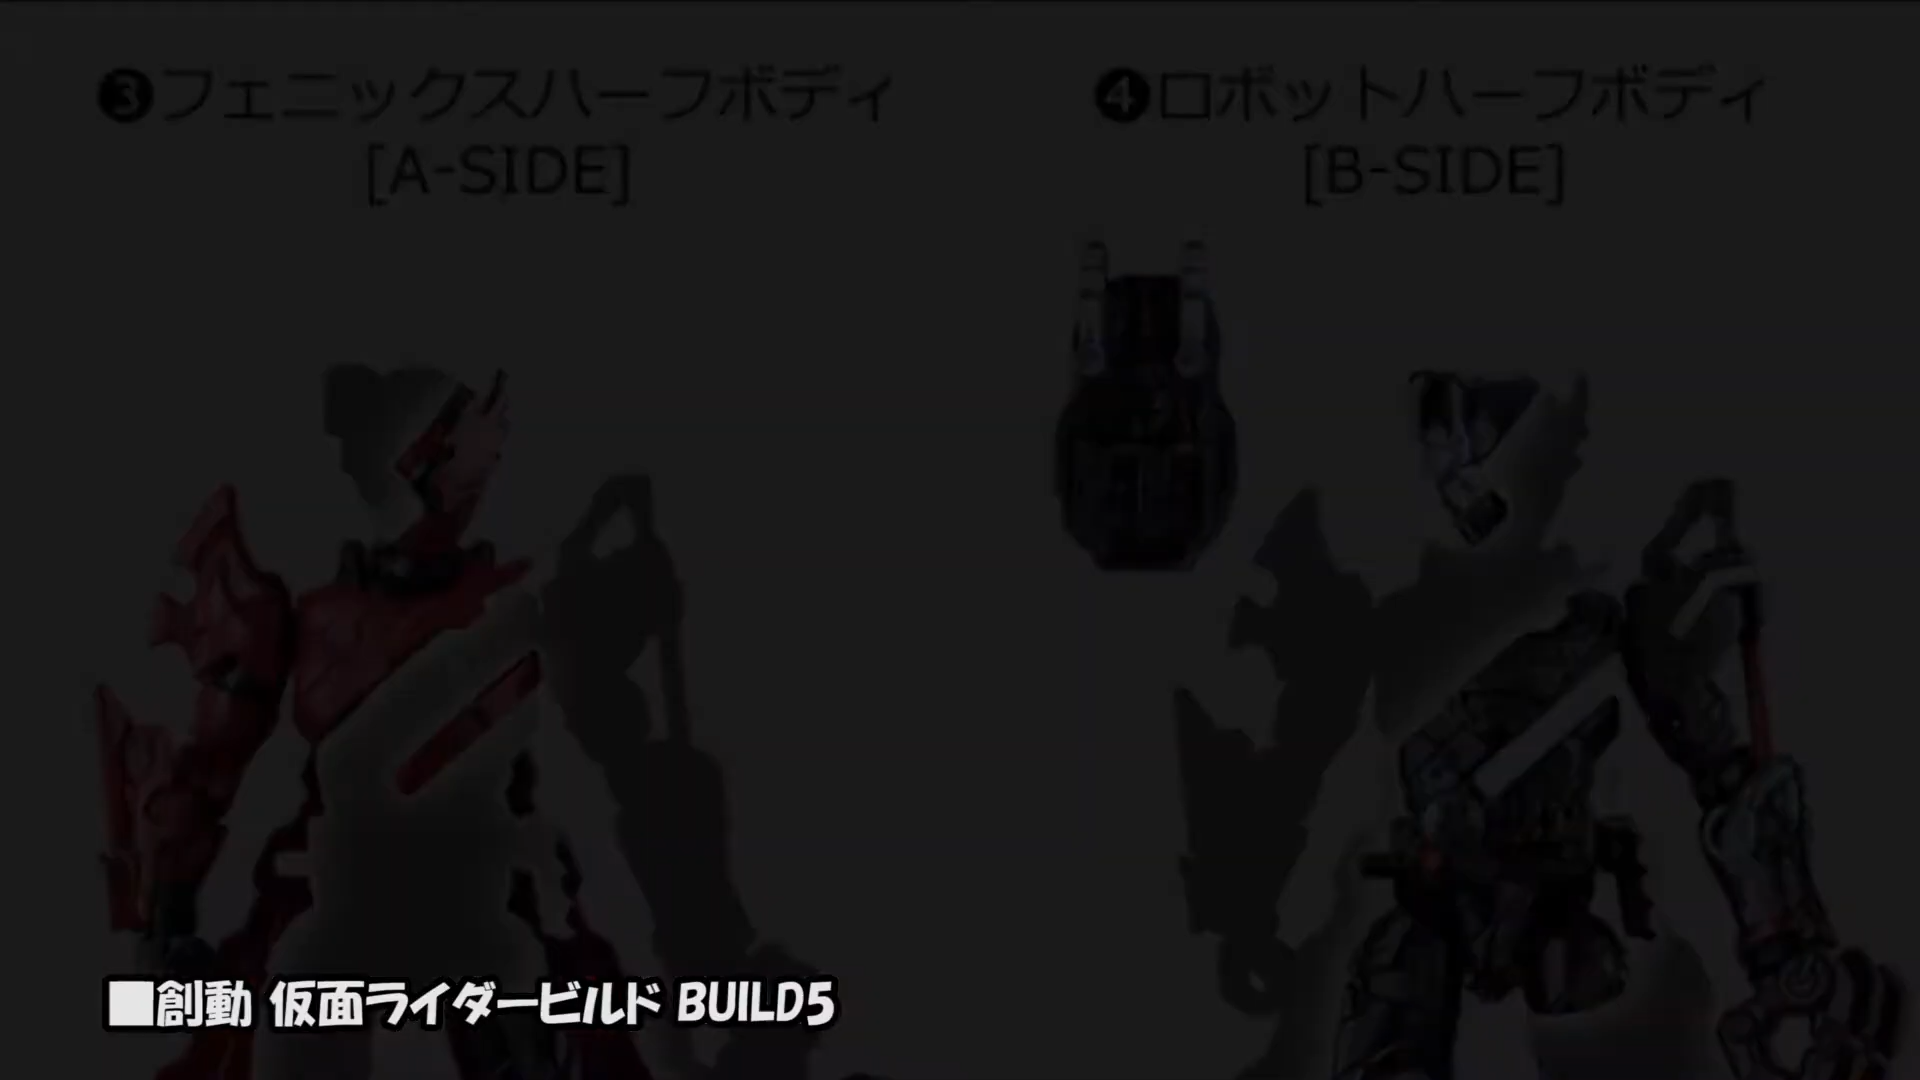 ❸フェニックスハーフボディ
[A-SIDE]
❹ロボットハーフボディ
[B-SIDE]
■創動 仮面ライダービルド BUILD5